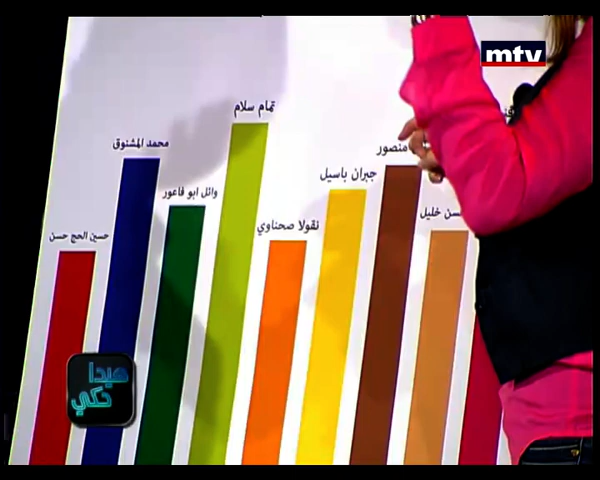 mtv
تمام سلام
محمد المشنوق
منصور
جبران باسيل
وائل ابو فاعور
سن خليل
نقولا صحناوي
حسين الحج حسن
هيدا
حكي